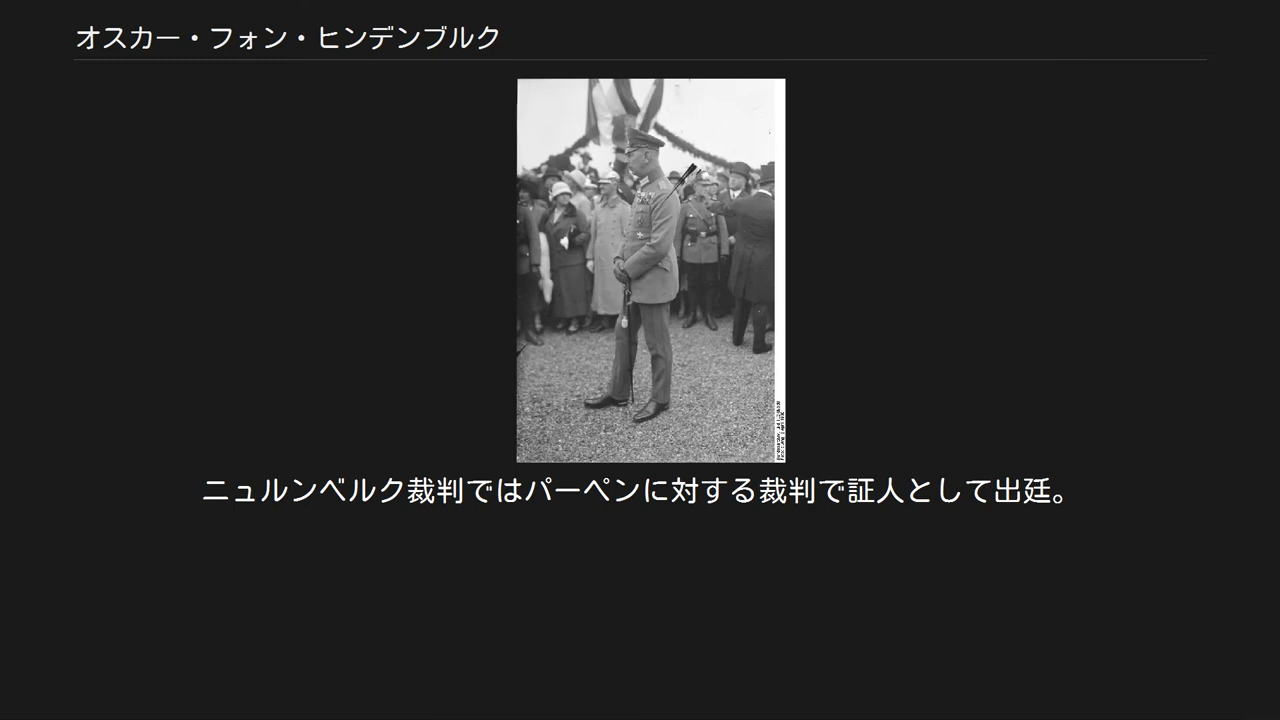 オスカー・フォン・ヒンデンブルク
ニュルンベルク裁判ではパーペンに対する裁判で証人として出廷。